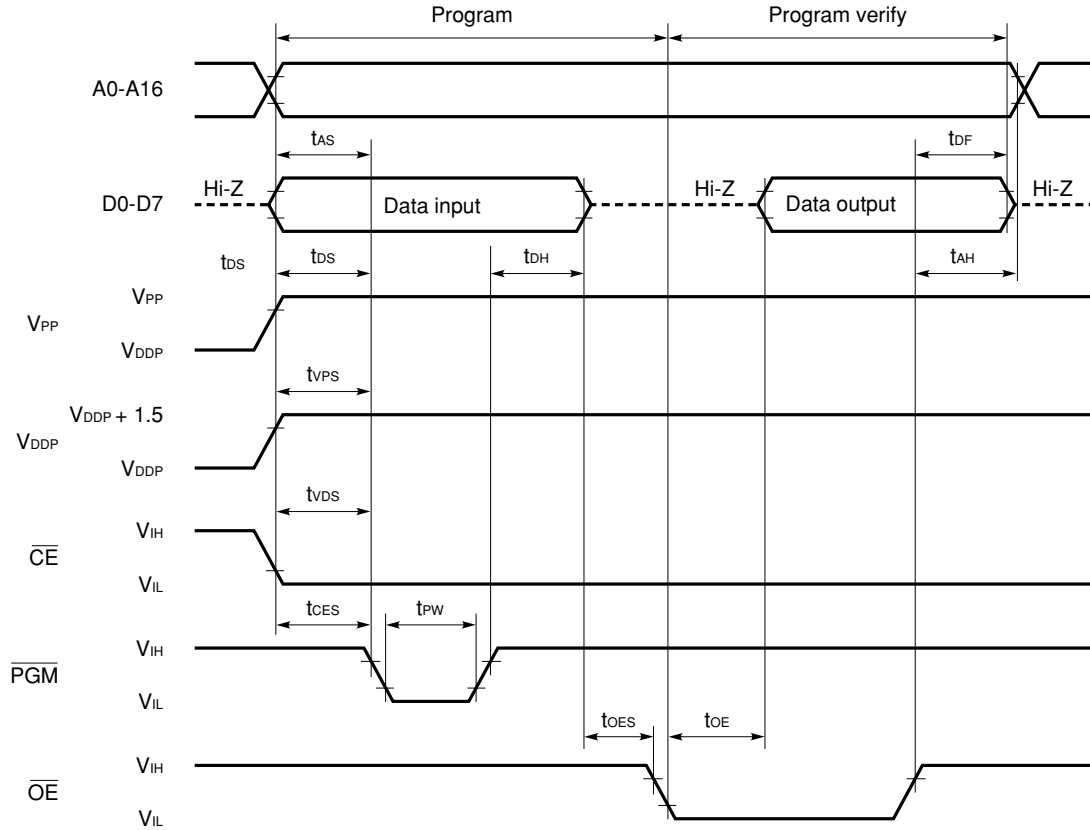 Program Program verify
A0-A16
tAS tDF
D0-D7 Hi-Z Data input Hi-Z Data output Hi-Z
tDS tDS tDH tAH
VPP
VPP
VDDP
tVPS
VDDP + 1.5
VDDP
VDDP
tVDS
VIH
CE
VIL
tCES tPW
VIH
PGM
VIL
tOES tOE
VIH
OE
VIL